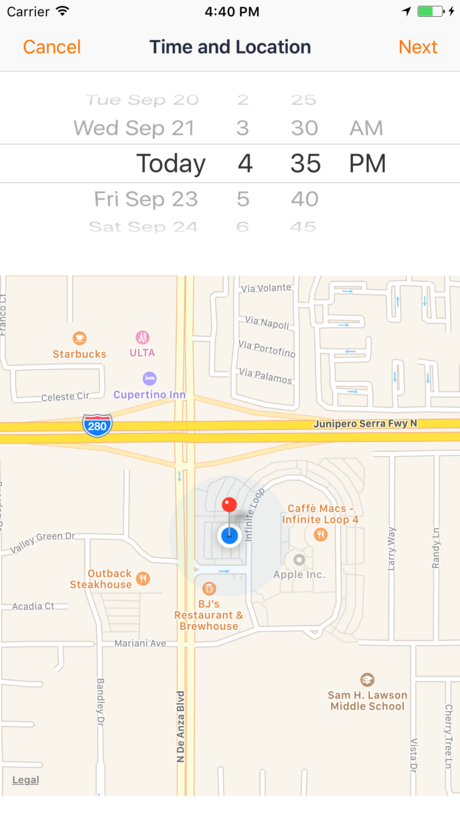 Carrier 4:40 PM
Cancel Time and Location Next
Tue Sep 20 2 25
Wed Sep 21 3 30 AM
Today 4 35 PM
Fri Sep 23 5 40
Sat Sep 24 6 45
Franco Ct
Via Volante
Via Napoli
Via Portofino
Via Palamos
Starbucks
ULTA
Cupertino Inn
Celeste Cir
280
Junipero Serra Fwy N
Infinite Loop
Caffè Macs -
Infinite Loop 4
Valley Green Dr
Larry Way
Randy Ln
Outback
Steakhouse
Apple Inc.
BJ's
Restaurant &
Brewhouse
Acadia Ct
Mariani Ave
Bandley Dr
N De Anza Blvd
Sam H. Lawson
Middle School
Vista Dr
Cherry Tree Ln
Legal